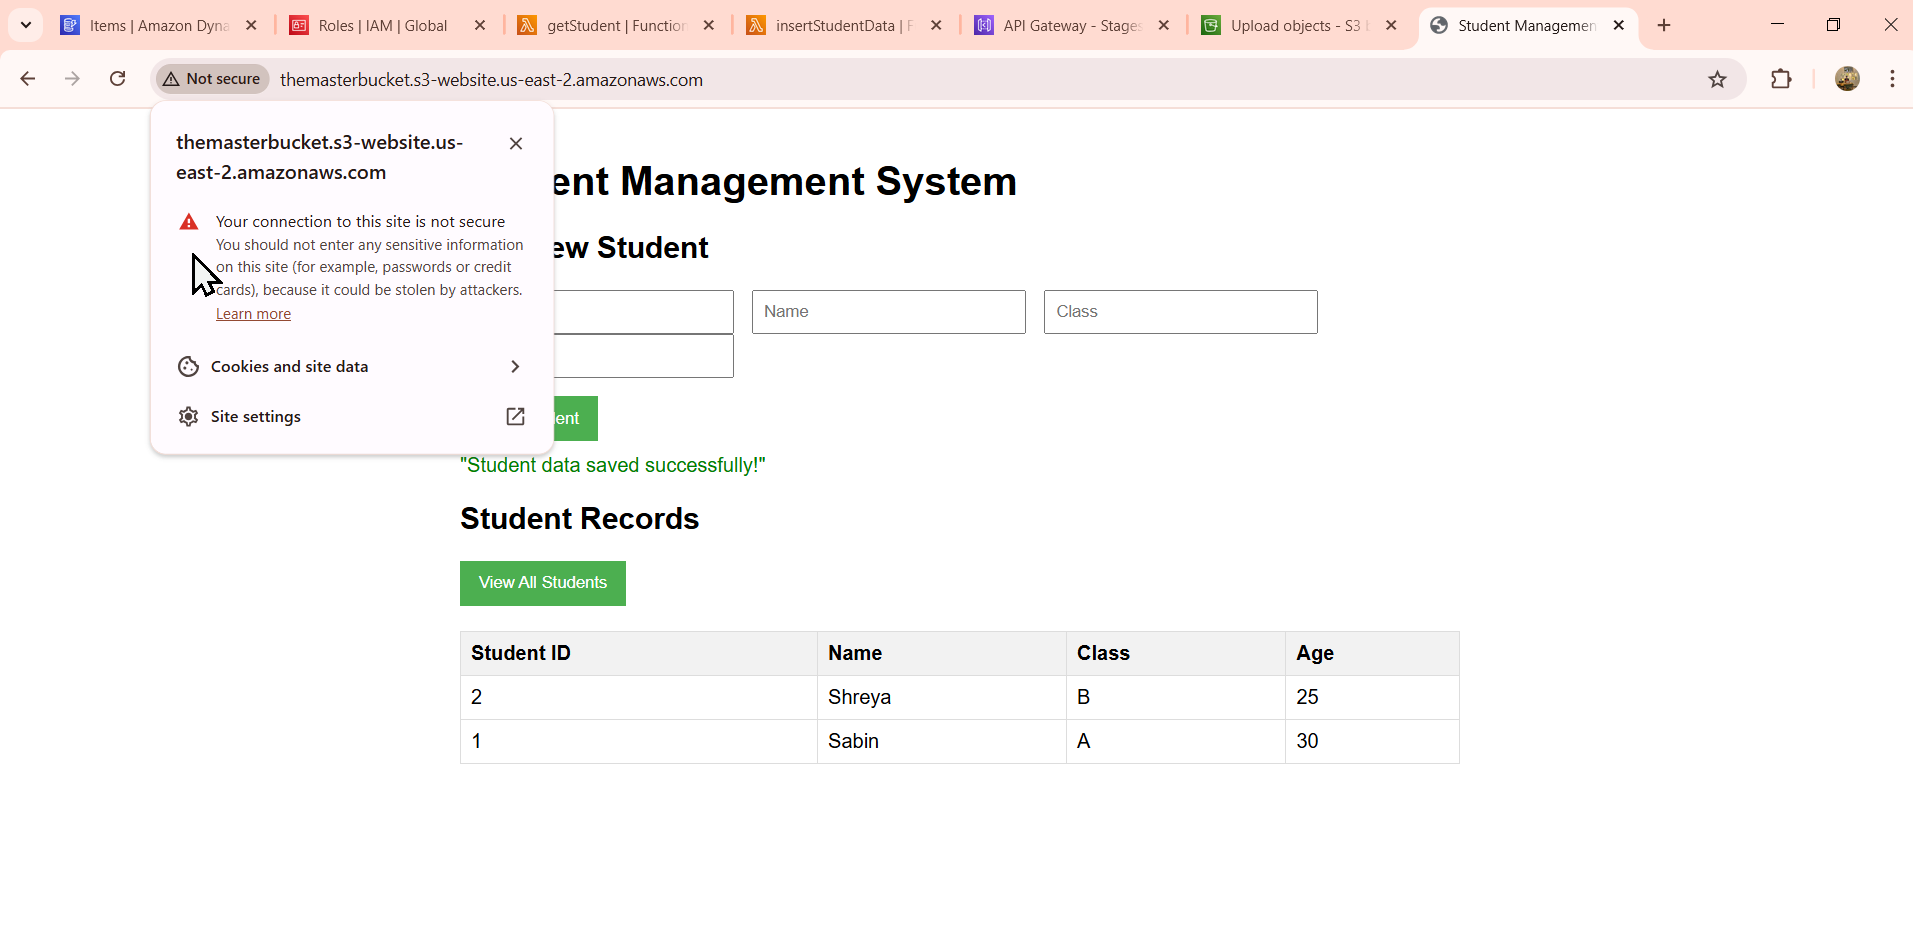 Items | Amazon Dyna
Roles | IAM | Global
getStudent | Function
insertStudentData | F
API Gateway - Stages
Upload objects - S3 b
Student Managemen
Not secure
themasterbucket.s3-website.us-east-2.amazonaws.com
themasterbucket.s3-website.us-
east-2.amazonaws.com
Your connection to this site is not secure
You should not enter any sensitive information
on this site (for example, passwords or credit
cards), because it could be stolen by attackers.
Learn more
Cookies and site data
Site settings
ent Management System
ew Student
Name
Class
ent
"Student data saved successfully!"
Student Records
View All Students
Student ID Name Class Age
2 Shreya B 25
1 Sabin A 30